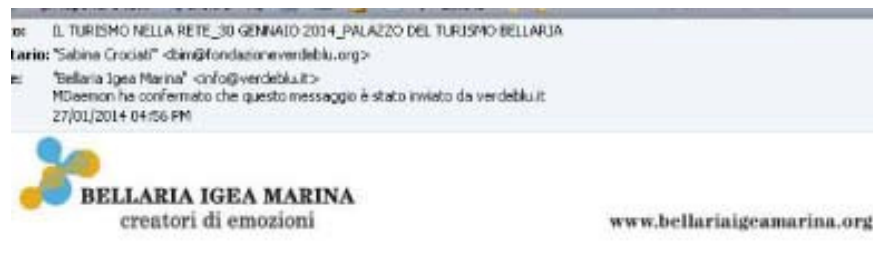 IL TURISMO NELLA RETE_30 GENNAIO 2014_PALAZZO DEL TURISMO BELLARIA
tario: "Sabina Crociati" <bim@fondazioneverdeblu.org>
"Bellaria Igea Marina" <info@verdeblu.it>
MDaemon ha confermato che questo messaggio è stato inviato da verdeblu.it
27/01/2014 04:56 PM
BELLARIA IGEA MARINA
creatori di emozioni
www.bellariaigeamarina.org